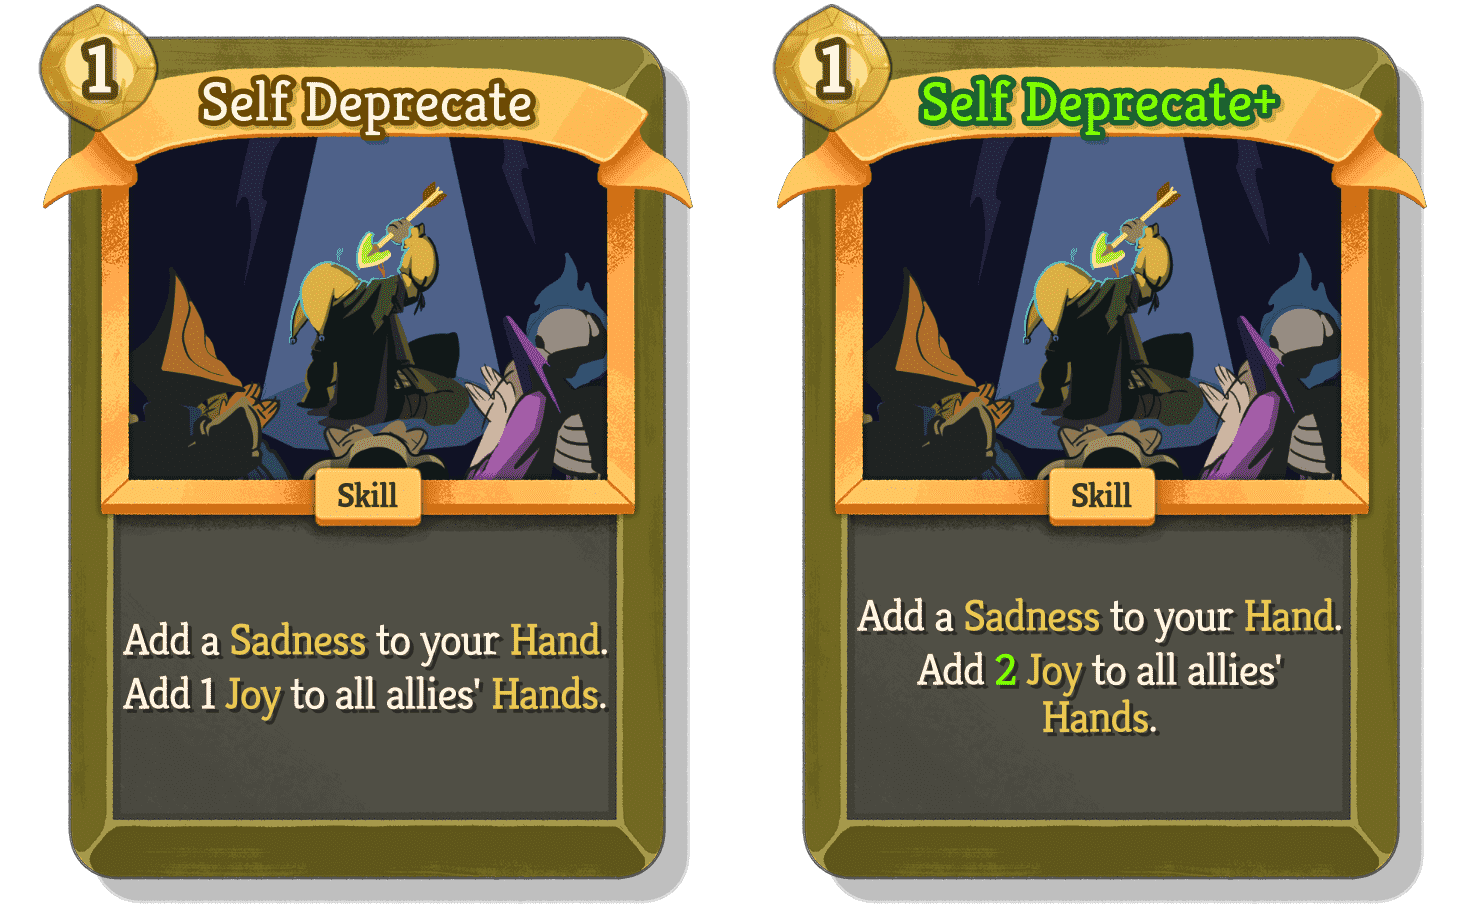 1
Self Deprecate
Skill
Add a Sadness to your Hand.
Add 1 Joy to all allies' Hands.
1
Self Deprecate+
Skill
Add a Sadness to your Hand.
Add 2 Joy to all allies'
Hands.